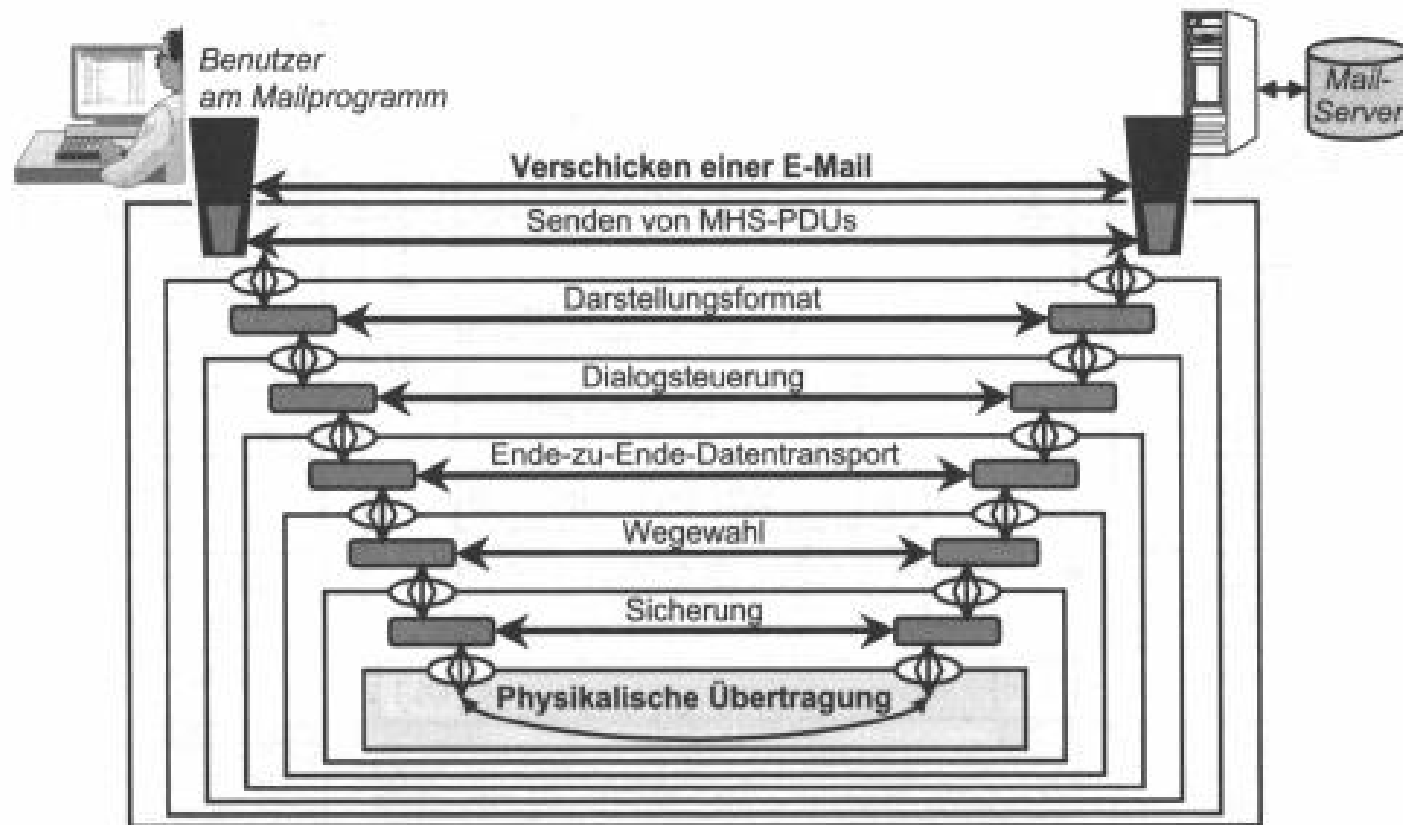 Benutzer
am Mailprogramm
Mail-
Server
Verschicken einer E-Mail
Senden von MHS-PDUs
Darstellungsformat
Dialogsteuerung
Ende-zu-Ende-Datentransport
Wegewahl
Sicherung
Physikalische Übertragung